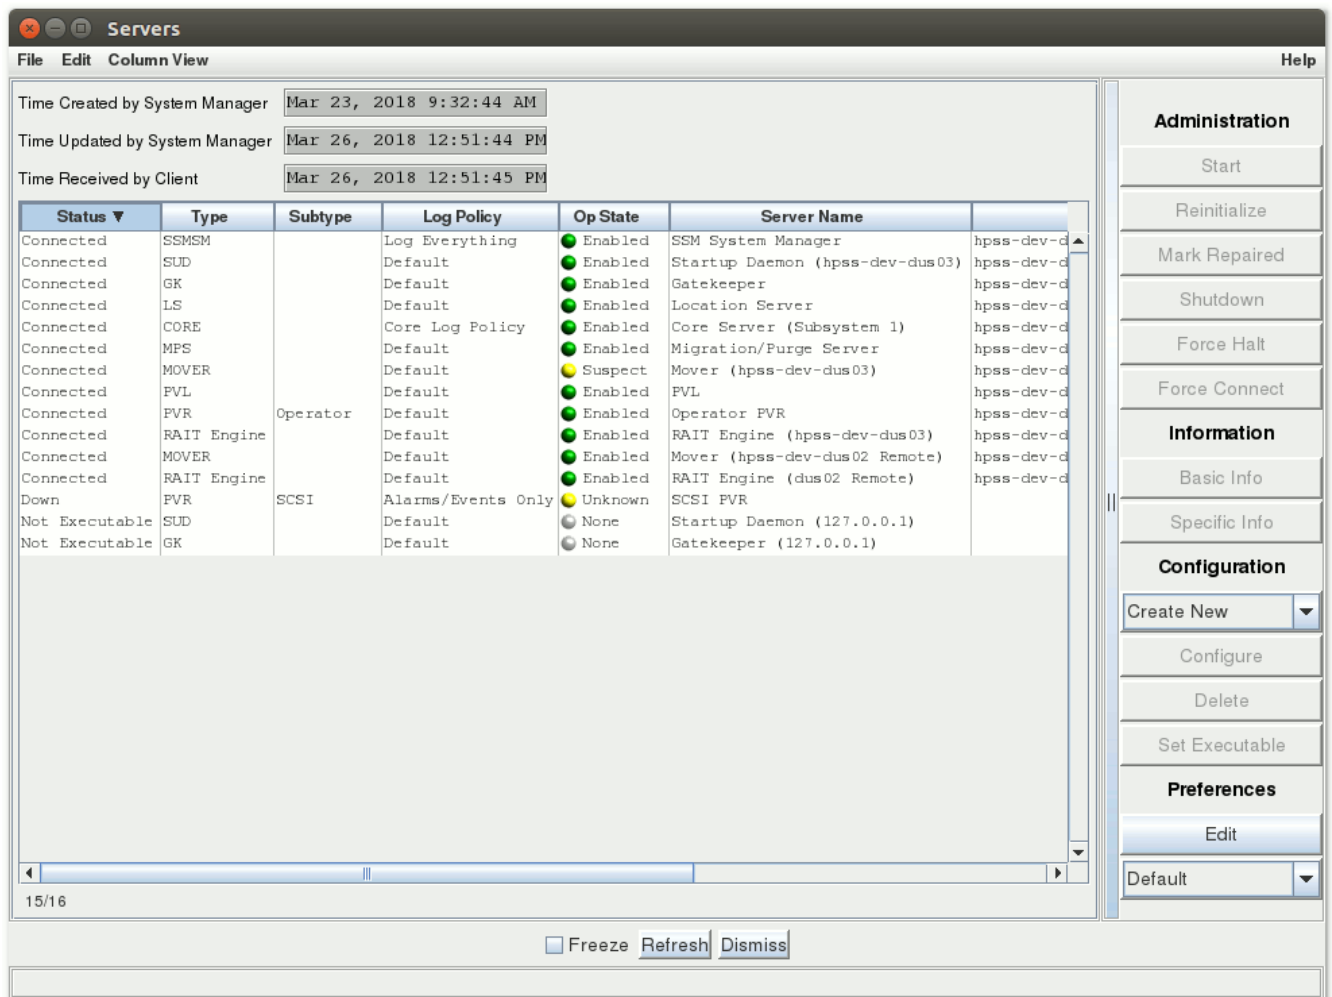 Servers
File Edit Column View Help
Time Created by System Manager Mar 23, 2018 9:32:44 AM
Time Updated by System Manager Mar 26, 2018 12:51:44 PM
Time Received by Client Mar 26, 2018 12:51:45 PM
Status ▼ Type Subtype Log Policy Op State Server Name
Connected SSMSM Log Everything Enabled SSM System Manager hpss-dev-d
Connected SUD Default Enabled Startup Daemon (hpss-dev-dus03) hpss-dev-d
Connected GK Default Enabled Gatekeeper hpss-dev-d
Connected LS Default Enabled Location Server hpss-dev-d
Connected CORE Core Log Policy Enabled Core Server (Subsystem 1) hpss-dev-d
Connected MPS Default Enabled Migration/Purge Server hpss-dev-d
Connected MOVER Default Suspect Mover (hpss-dev-dus03) hpss-dev-d
Connected PVL Default Enabled PVL hpss-dev-d
Connected PVR Operator Default Enabled Operator PVR hpss-dev-d
Connected RAIT Engine Default Enabled RAIT Engine (hpss-dev-dus03) hpss-dev-d
Connected MOVER Default Enabled Mover (hpss-dev-dus02 Remote) hpss-dev-d
Connected RAIT Engine Default Enabled RAIT Engine (dus02 Remote) hpss-dev-d
Down PVR SCSI Alarms/Events Only Unknown SCSI PVR
Not Executable SUD Default None Startup Daemon (127.0.0.1)
Not Executable GK Default None Gatekeeper (127.0.0.1)
15/16
Administration
Start
Reinitialize
Mark Repaired
Shutdown
Force Halt
Force Connect
Information
Basic Info
Specific Info
Configuration
Create New
Configure
Delete
Set Executable
Preferences
Edit
Default
Freeze Refresh Dismiss